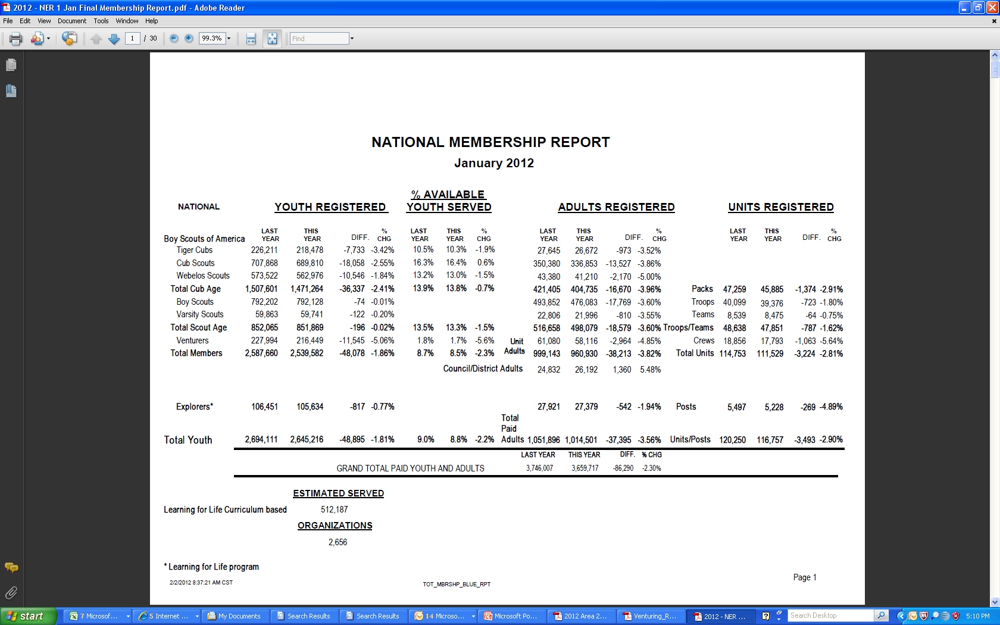 2012 - NER 1 Jan Final Membership Report.pdf - Adobe Reader
File Edit View Document Tools Window Help
1 / 30 99.3% Find
NATIONAL MEMBERSHIP REPORT
January 2012
% AVAILABLE
NATIONAL YOUTH REGISTERED YOUTH SERVED ADULTS REGISTERED UNITS REGISTERED
LAST THIS % LAST THIS % LAST THIS % LAST THIS %
Boy Scouts of America YEAR YEAR DIFF. CHG YEAR YEAR CHG YEAR YEAR DIFF. CHG YEAR YEAR DIFF. CHG
Tiger Cubs 226,211 218,478 -7,733 -3.42% 10.5% 10.3% -1.9% 27,645 26,672 -973 -3.52%
Cub Scouts 707,868 689,810 -18,058 -2.55% 16.3% 16.4% 0.6% 350,380 336,853 -13,527 -3.86%
Webelos Scouts 573,522 562,976 -10,546 -1.84% 13.2% 13.0% -1.5% 43,380 41,210 -2,170 -5.00%
Total Cub Age 1,507,601 1,471,264 -36,337 -2.41% 13.9% 13.8% -0.7% 421,405 404,735 -16,670 -3.96% Packs 47,259 45,885 -1,374 -2.91%
Boy Scouts 792,202 792,128 -74 -0.01% 493,852 476,083 -17,769 -3.60% Troops 40,099 39,376 -723 -1.80%
Varsity Scouts 59,863 59,741 -122 -0.20% 22,806 21,996 -810 -3.55% Teams 8,539 8,475 -64 -0.75%
Total Scout Age 852,065 851,869 -196 -0.02% 13.5% 13.3% -1.5% 516,658 498,079 -18,579 -3.60% Troops/Teams 48,638 47,851 -787 -1.62%
Venturers 227,994 216,449 -11,545 -5.06% 1.8% 1.7% -5.6% Unit 61,080 58,116 -2,964 -4.85% Crews 18,856 17,793 -1,063 -5.64%
Total Members 2,587,660 2,539,582 -48,078 -1.86% 8.7% 8.5% -2.3% Adults 999,143 960,930 -38,213 -3.82% Total Units 114,753 111,529 -3,224 -2.81%
Council/District Adults 24,832 26,192 1,360 5.48%
Explorers* 106,451 105,634 -817 -0.77% 27,921 27,379 -542 -1.94% Posts 5,497 5,228 -269 -4.89%
Total
Paid
Total Youth 2,694,111 2,645,216 -48,895 -1.81% 9.0% 8.8% -2.2% Adults 1,051,896 1,014,501 -37,395 -3.56% Units/Posts 120,250 116,757 -3,493 -2.90%
LAST YEAR THIS YEAR DIFF. % CHG
GRAND TOTAL PAID YOUTH AND ADULTS 3,746,007 3,659,717 -86,290 -2.30%
ESTIMATED SERVED
Learning for Life Curriculum based 512,187
ORGANIZATIONS
2,656
* Learning for Life program
2/2/2012 8:37:21 AM CST TOT_MBRSHP_BLUE_RPT Page 1
start 7 Microsof... 5 Internet ... My Documents Search Results Search Results 14 Microso... Microsoft Po... 2012 Area 2... Venturing_R... 2012 - NER ... Search Desktop 5:10 PM